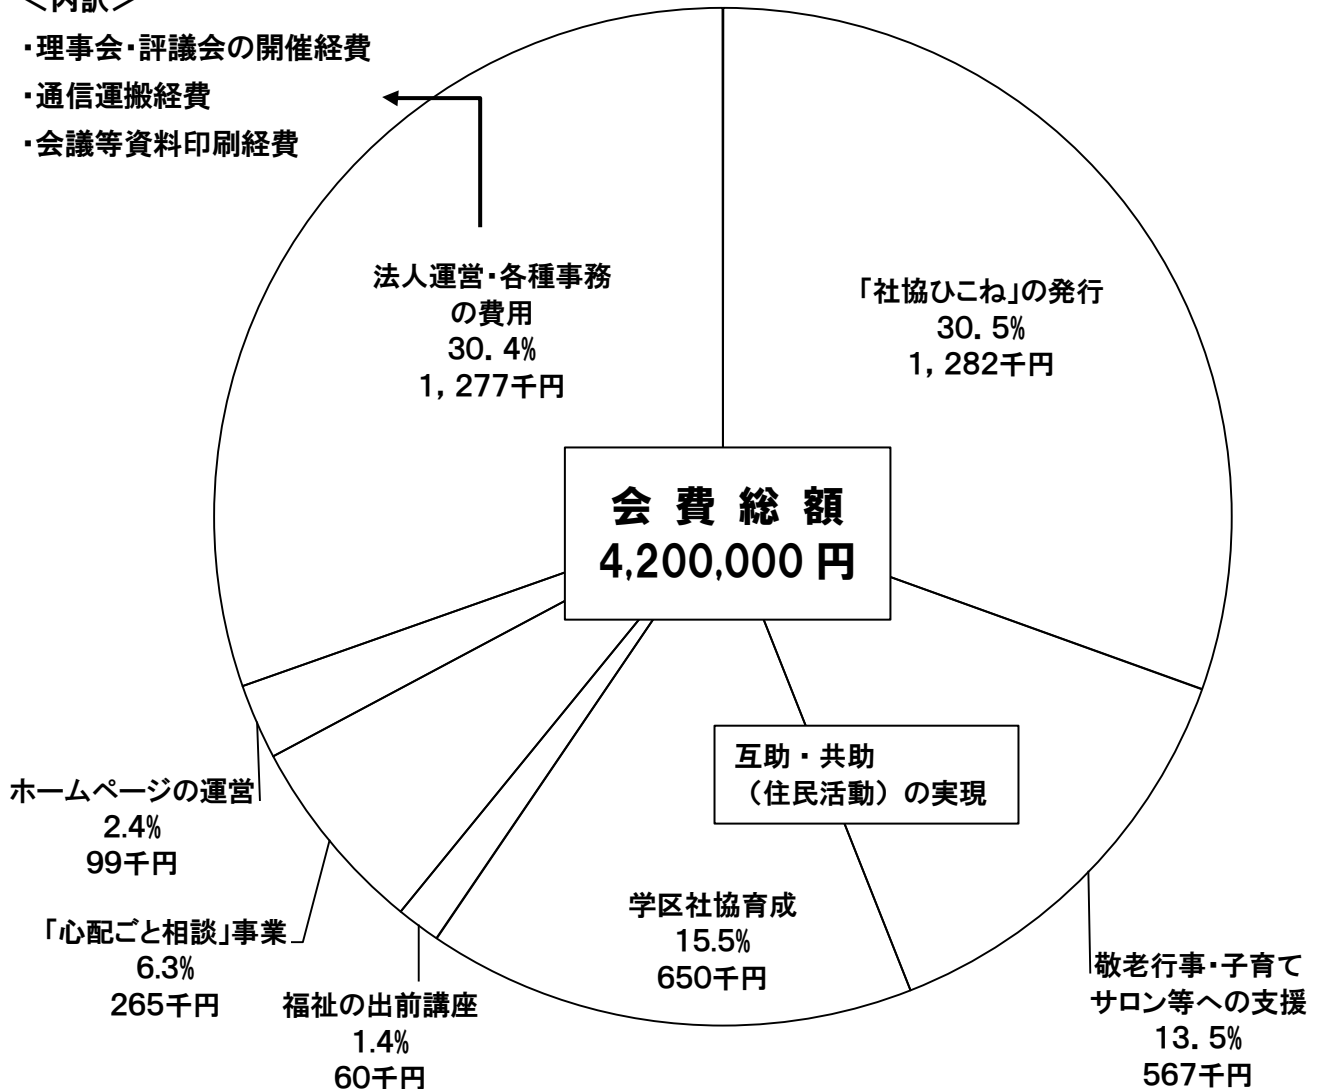 ＜内訳＞
・理事会・評議会の開催経費
・通信運搬経費
・会議等資料印刷経費
法人運営・各種事務
の費用
30．4％
1，277千円
「社協ひこね」の発行
30．5％
1，282千円
会費総額
4,200,000 円
互助・共助
（住民活動）の実現
ホームページの運営
2.4％
99千円
「心配ごと相談」事業
6.3％
265千円
福祉の出前講座
1.4％
60千円
学区社協育成
15.5％
650千円
敬老行事・子育て
サロン等への支援
13．5％
567千円